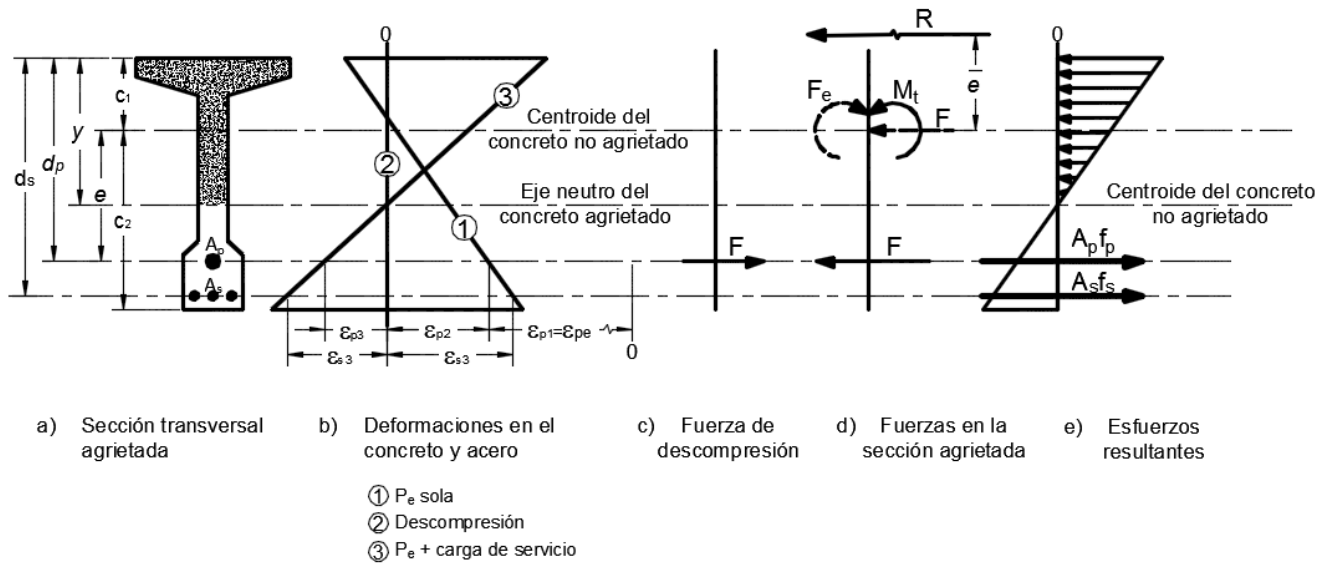 0
R
0
c₁
Fₑ
Mₜ
e
y
3
Centroide del
concreto no agrietado
F
dₚ
dₛ
2
e
Eje neutro del
concreto agrietado
Centroide del concreto
no agrietado
c₂
1
Aₚ
F
F
Aₚfₚ
Aₛ
Aₛfₛ
εₚ₃
εₚ₂
εₚ₁=εₚₑ
εₛ₃
εₛ₃
0
a) Sección transversal
agrietada
b) Deformaciones en el
concreto y acero
c) Fuerza de
descompresión
d) Fuerzas en la
sección agrietada
e) Esfuerzos
resultantes
① Pₑ sola
② Descompresión
③ Pₑ + carga de servicio